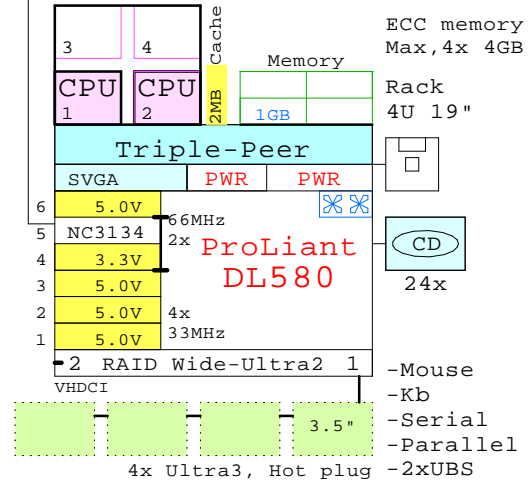 ECC memory
Max,4x 4GB
Cache
3 4
Memory
CPU CPU
1 2
2MB
1GB
Rack
4U 19"
Triple-Peer
SVGA PWR PWR
6 5.0V
66MHz
5 NC3134 2x
ProLiant
CD
4 3.3V
DL580
24x
3 5.0V
2 5.0V 4x
33MHz
1 5.0V
2 RAID Wide-Ultra2 1
VHDCI
-Mouse
-Kb
3.5"
-Serial
-Parallel
4x Ultra3, Hot plug -2xUBS